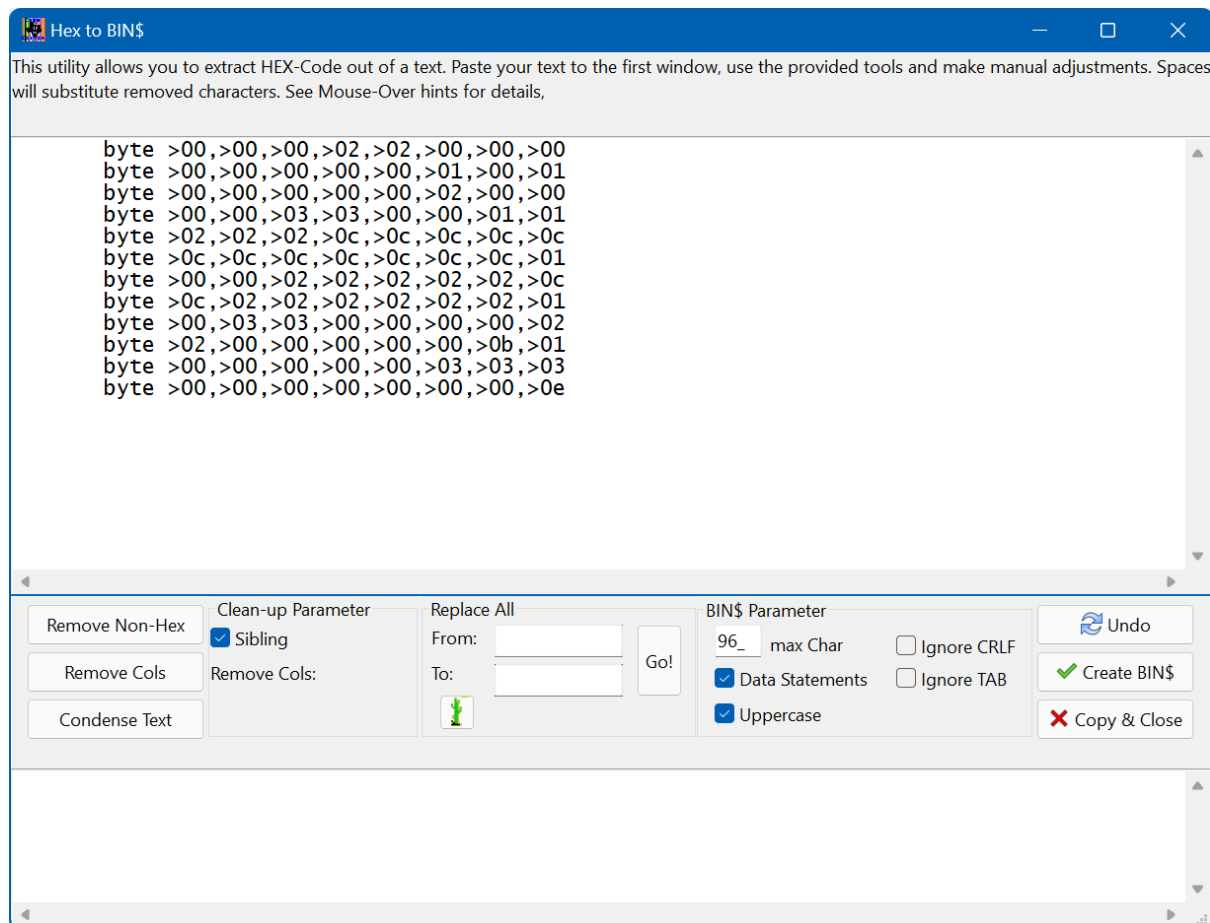 Hex to BIN$
This utility allows you to extract HEX-Code out of a text. Paste your text to the first window, use the provided tools and make manual adjustments. Spaces
will substitute removed characters. See Mouse-Over hints for details,
byte >00,>00,>00,>02,>02,>00,>00,>00
byte >00,>00,>00,>00,>00,>01,>00,>01
byte >00,>00,>00,>00,>00,>02,>00,>00
byte >00,>00,>03,>03,>00,>00,>01,>01
byte >02,>02,>02,>0c,>0c,>0c,>0c,>0c
byte >0c,>0c,>0c,>0c,>0c,>0c,>0c,>01
byte >00,>00,>02,>02,>02,>02,>02,>0c
byte >0c,>02,>02,>02,>02,>02,>02,>01
byte >00,>03,>03,>00,>00,>00,>00,>02
byte >02,>00,>00,>00,>00,>00,>0b,>01
byte >00,>00,>00,>00,>00,>03,>03,>03
byte >00,>00,>00,>00,>00,>00,>00,>0e
Remove Non-Hex
Remove Cols
Condense Text
Clean-up Parameter
Sibling
Remove Cols:
Replace All
From:
To:
Go!
BIN$ Parameter
96_ max Char
Data Statements
Uppercase
Ignore CRLF
Ignore TAB
Undo
Create BIN$
Copy & Close